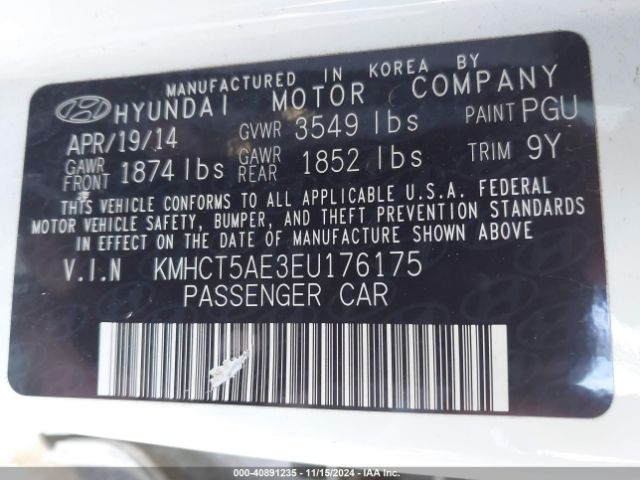 MANUFACTURED IN KOREA BY
HYUNDAI MOTOR COMPANY
APR/19/14 GVWR 3549 lbs PAINT PGU
GAWR FRONT 1874 lbs GAWR REAR 1852 lbs TRIM 9Y
THIS VEHICLE CONFORMS TO ALL APPLICABLE U.S.A. FEDERAL
MOTOR VEHICLE SAFETY, BUMPER, AND THEFT PREVENTION STANDARDS
IN EFFECT ON THE DATE OF MANUFACTURE SHOWN ABOVE
V.I.N KMHCT5AE3EU176175
PASSENGER CAR
000-40891235 - 11/15/2024 - IAAI.com